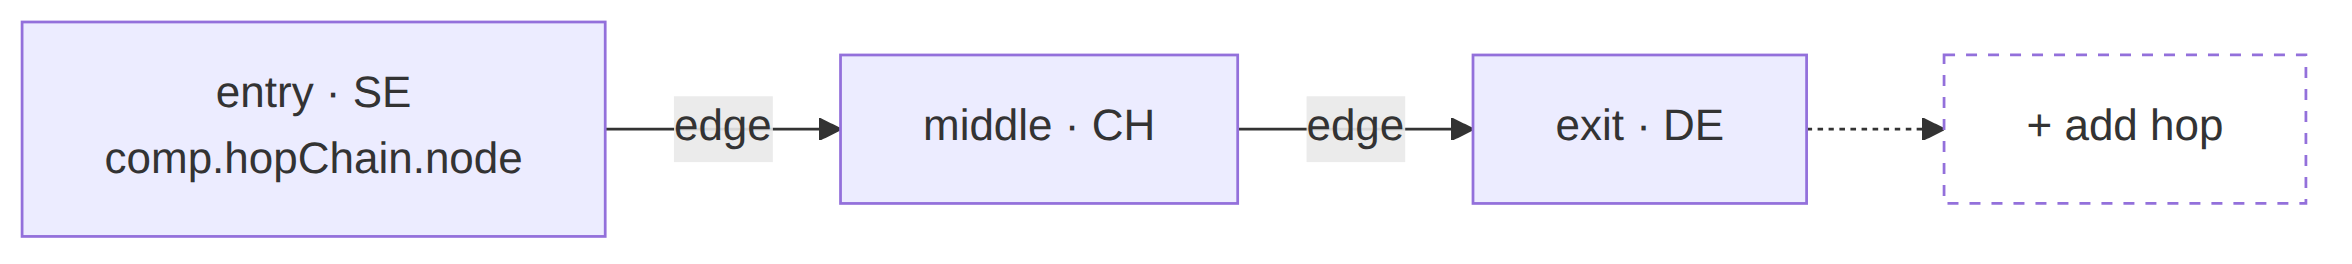 entry · SE
comp.hopChain.node
edge
middle · CH
edge
exit · DE
+ add hop